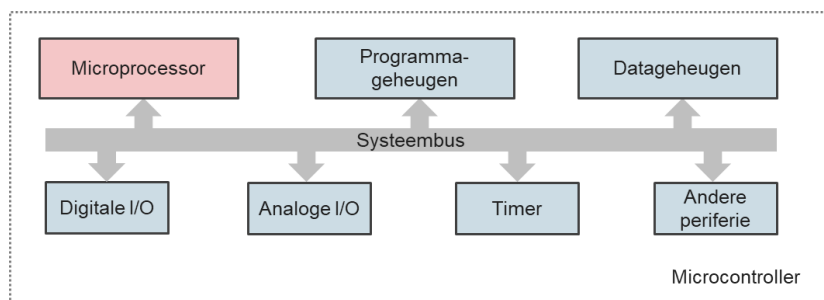 Microprocessor
Programma-
geheugen
Datageheugen
Systeembus
Digitale I/O
Analoge I/O
Timer
Andere
periferie
Microcontroller